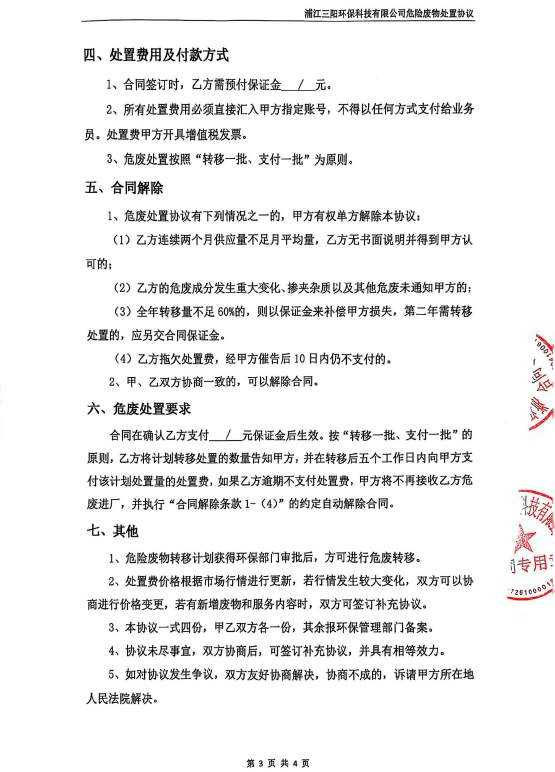 浦江三阳环保科技有限公司危险废物处置协议
四、处置费用及付款方式
1、合同签订时，乙方需预付保证金 / 元。
2、所有处置费用必须直接汇入甲方指定账号，不得以任何方式支付给业务
员。处置费甲方开具增值税发票。
3、危废处置按照“转移一批、支付一批”为原则。
五、合同解除
1、危废处置协议有下列情况之一的，甲方有权单方解除本协议：
（1）乙方连续两个月供应量不足月平均量，乙方无书面说明并得到甲方认
可的；
（2）乙方的危废成分发生重大变化、掺夹杂质以及其他危废未通知甲方的；
（3）全年转移量不足 60%的，则以保证金来补偿甲方损失，第二年需转移
处置的，应另交合同保证金。
（4）乙方拖欠处置费，经甲方催告后 10 日内仍不支付的。
2、甲、乙双方协商一致的，可以解除合同。
六、危废处置要求
合同在确认乙方支付 / 元保证金后生效。按“转移一批、支付一批”的
原则，乙方将计划转移处置的数量告知甲方，并在转移后五个工作日内向甲方支
付该计划处置量的处置费，如果乙方逾期不支付处置费，甲方将不再接收乙方危
废进厂，并执行“合同解除条款 1-（4）”的约定自动解除合同。
七、其他
1、危险废物转移计划获得环保部门审批后，方可进行危废转移。
2、处置费价格根据市场行情进行更新，若行情发生较大变化，双方可以协
商进行价格变更，若有新增废物和服务内容时，双方可签订补充协议。
3、本协议一式四份，甲乙双方各一份，其余报环保管理部门备案。
4、协议未尽事宜，双方协商后，可签订补充协议，并具有相等效力。
5、如对协议发生争议，双方友好协商解决，协商不成的，诉请甲方所在地
人民法院解决。
合同
科技有限
专用
第 3 页 共 4 页